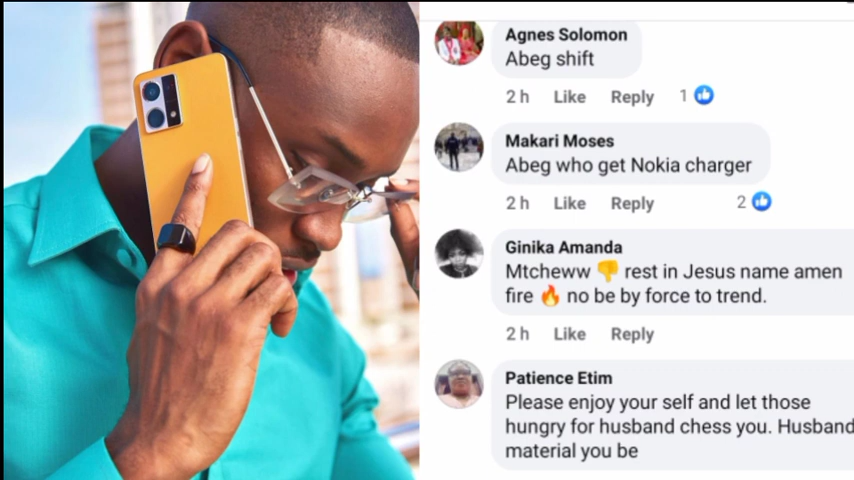 Agnes Solomon
Abeg shift
2 h Like Reply 1
Makari Moses
Abeg who get Nokia charger
2 h Like Reply 2
Ginika Amanda
Mtcheww 👎 rest in Jesus name amen
fire 🔥 no be by force to trend.
2 h Like Reply
Patience Etim
Please enjoy your self and let those
hungry for husband chess you. Husband
material you be